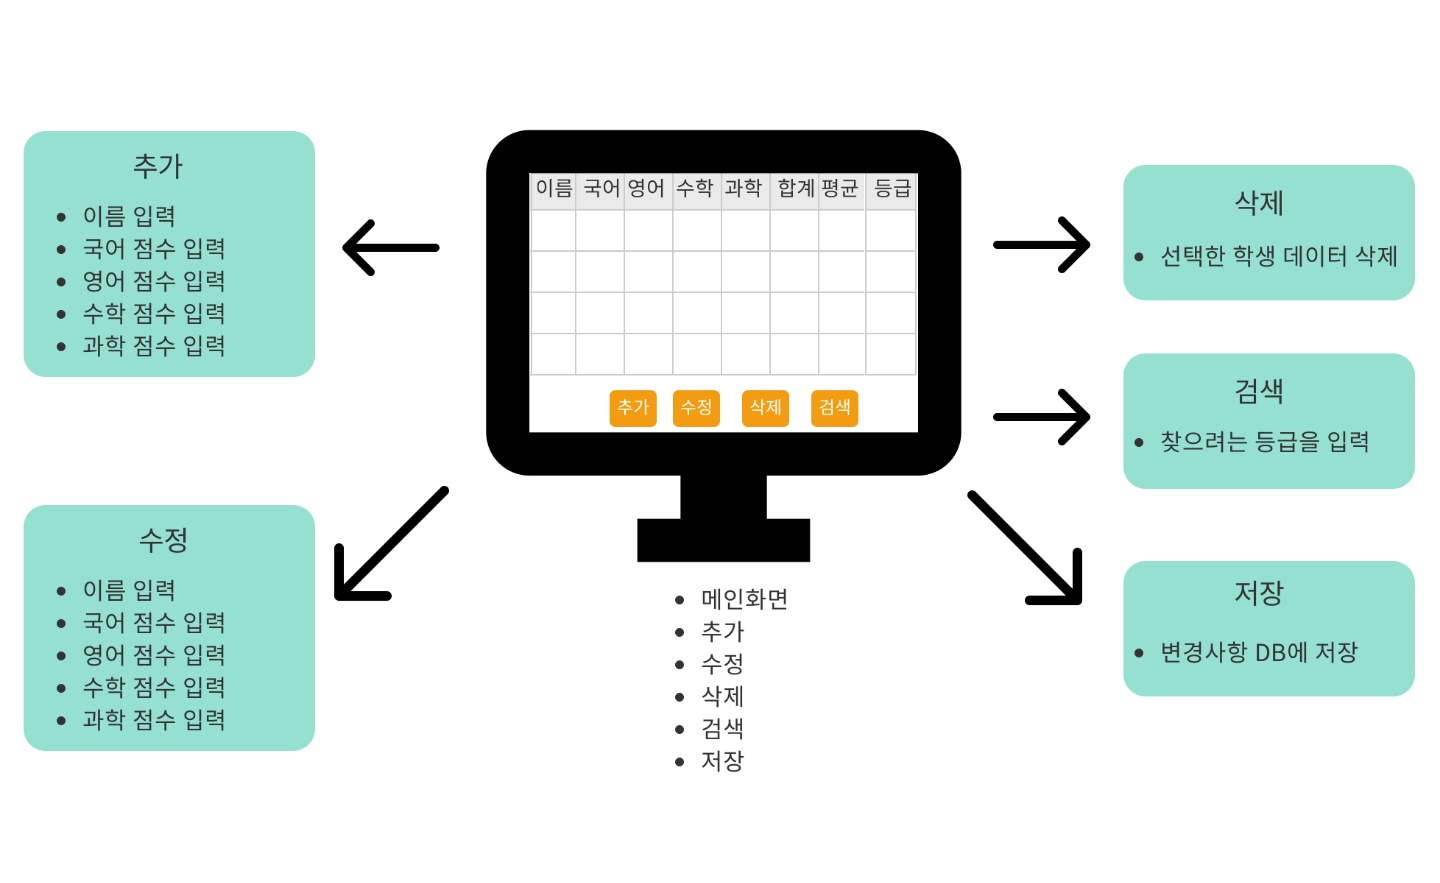 추가
이름 입력
국어 점수 입력
영어 점수 입력
수학 점수 입력
과학 점수 입력
수정
이름 입력
국어 점수 입력
영어 점수 입력
수학 점수 입력
과학 점수 입력
이름 국어 영어 수학 과학 합계 평균 등급
추가 수정 삭제 검색
메인화면
추가
수정
삭제
검색
저장
삭제
선택한 학생 데이터 삭제
검색
찾으려는 등급을 입력
저장
변경사항 DB에 저장